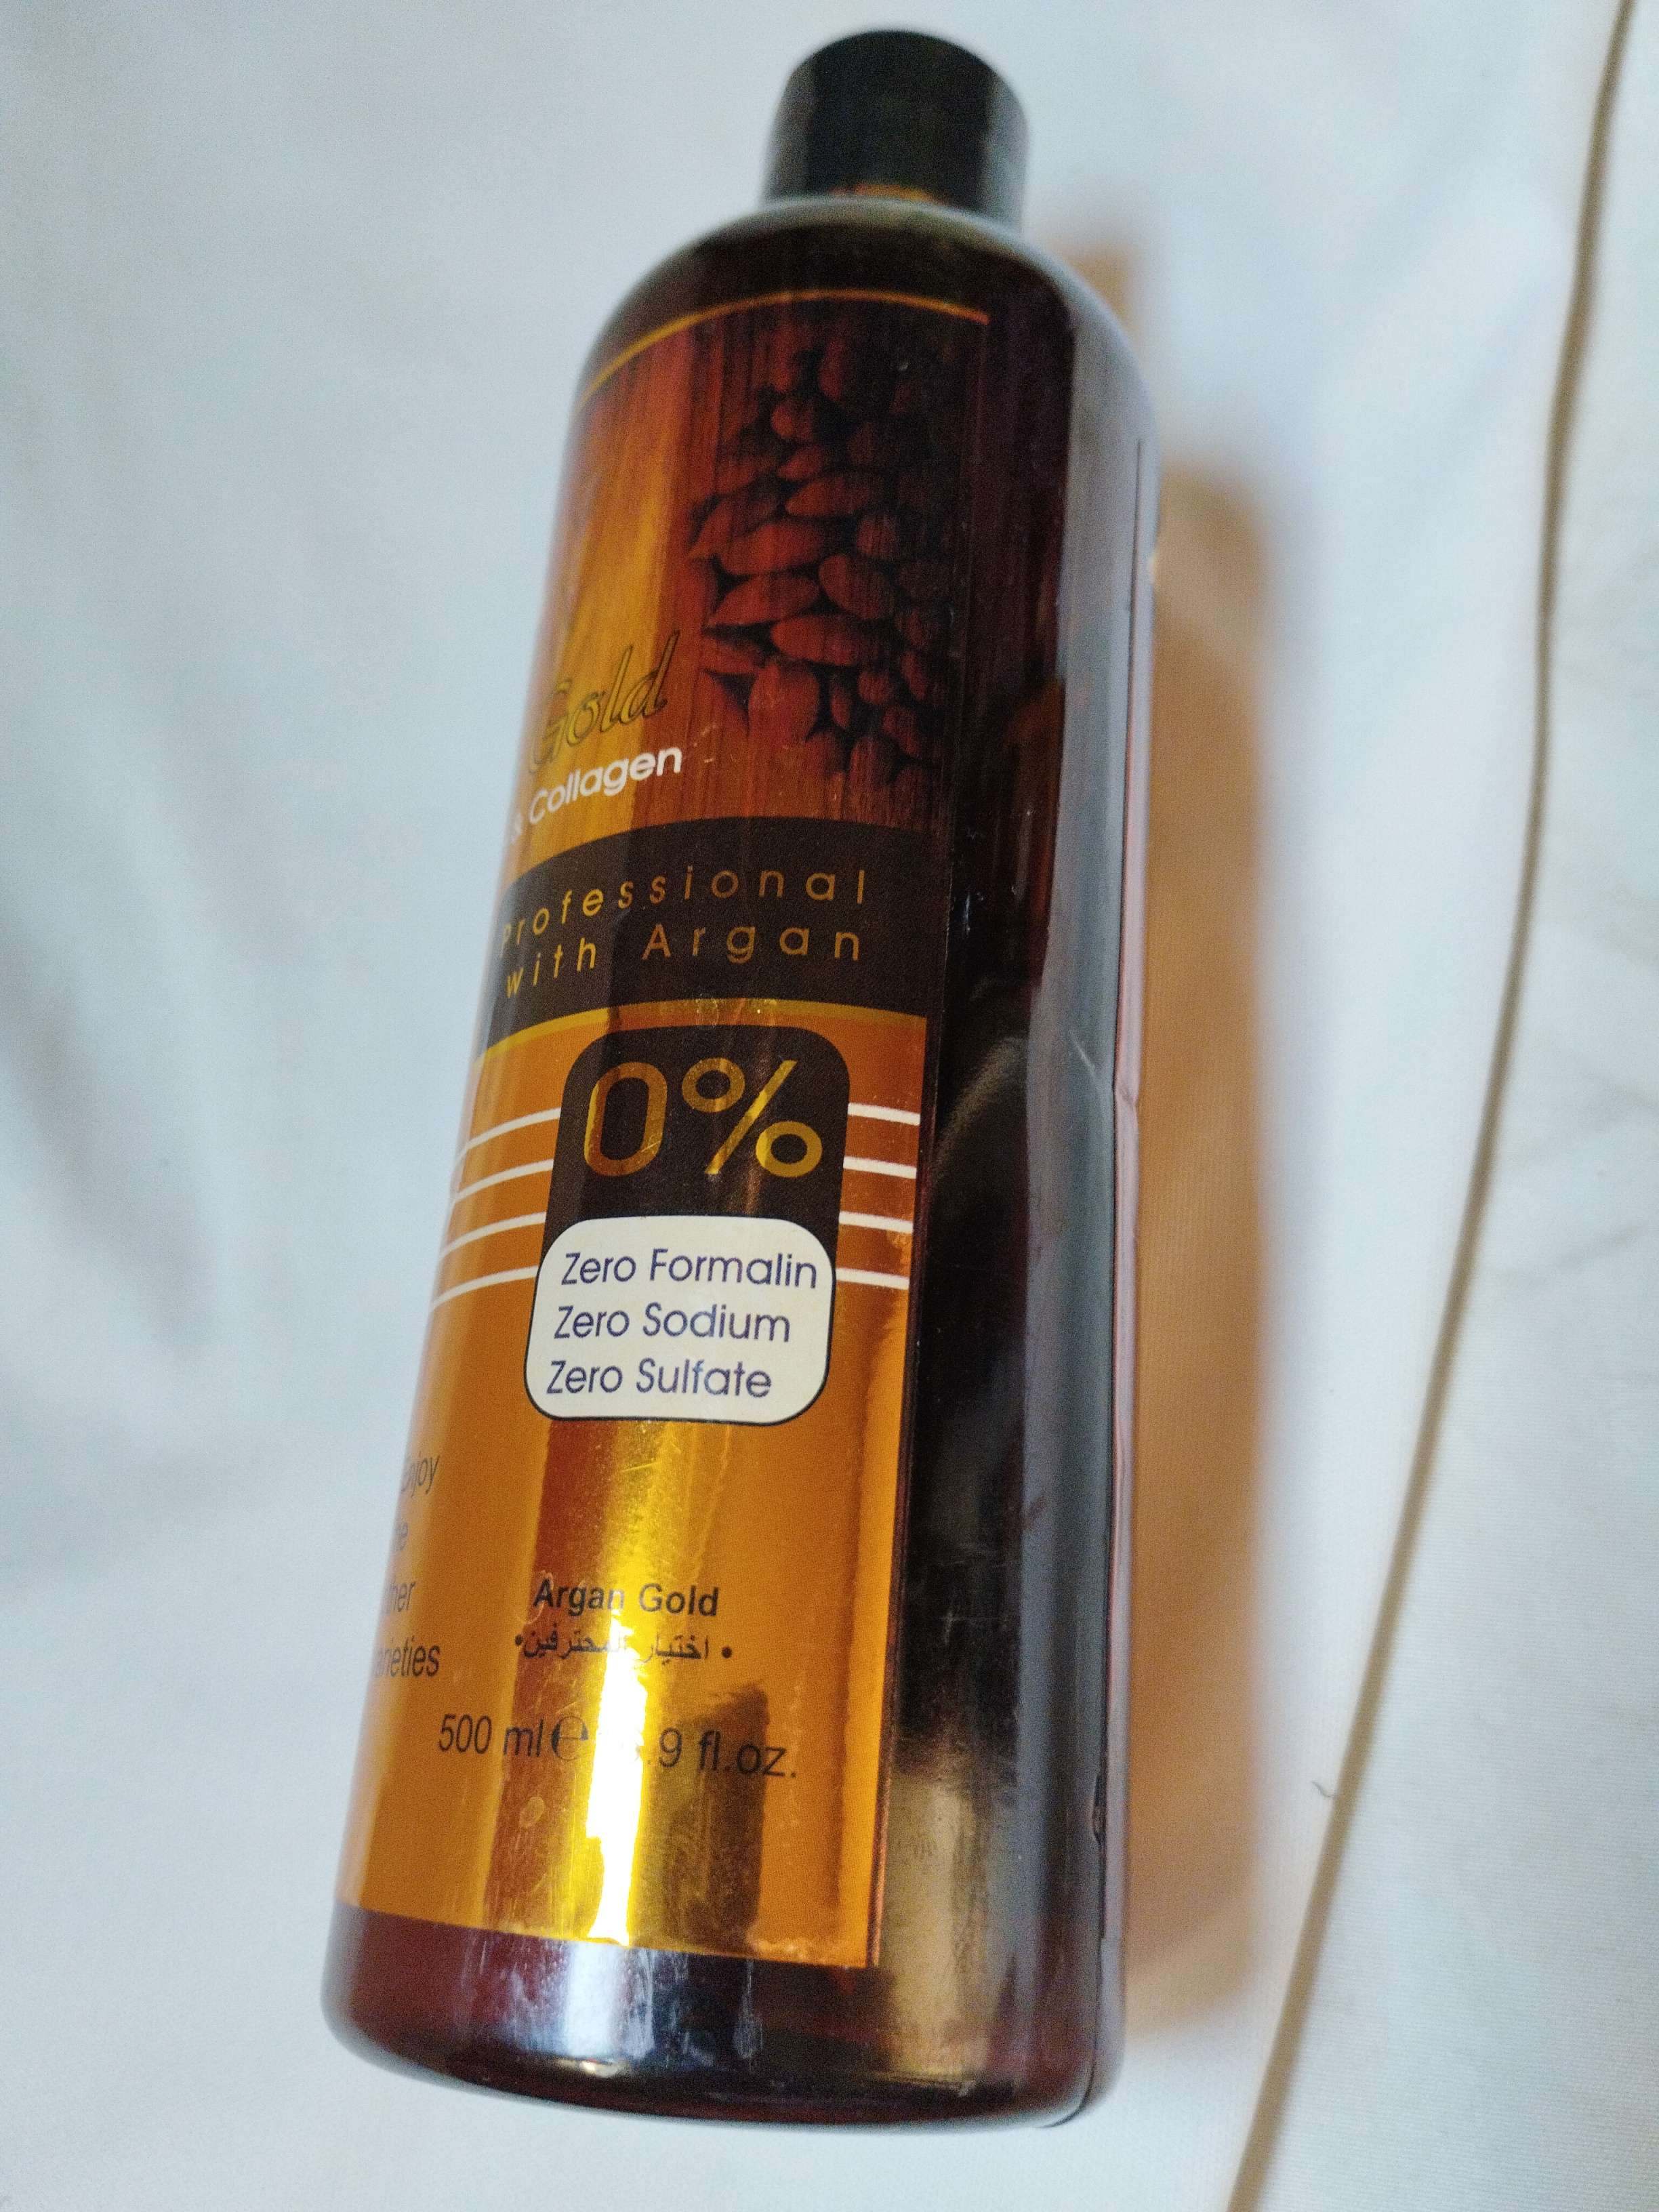 Gold
& Collagen
Professional
with Argan
0%
Zero Formalin
Zero Sodium
Zero Sulfate
Argan Gold
• اختيار المحترفين •
500 ml e .9 fl.oz.